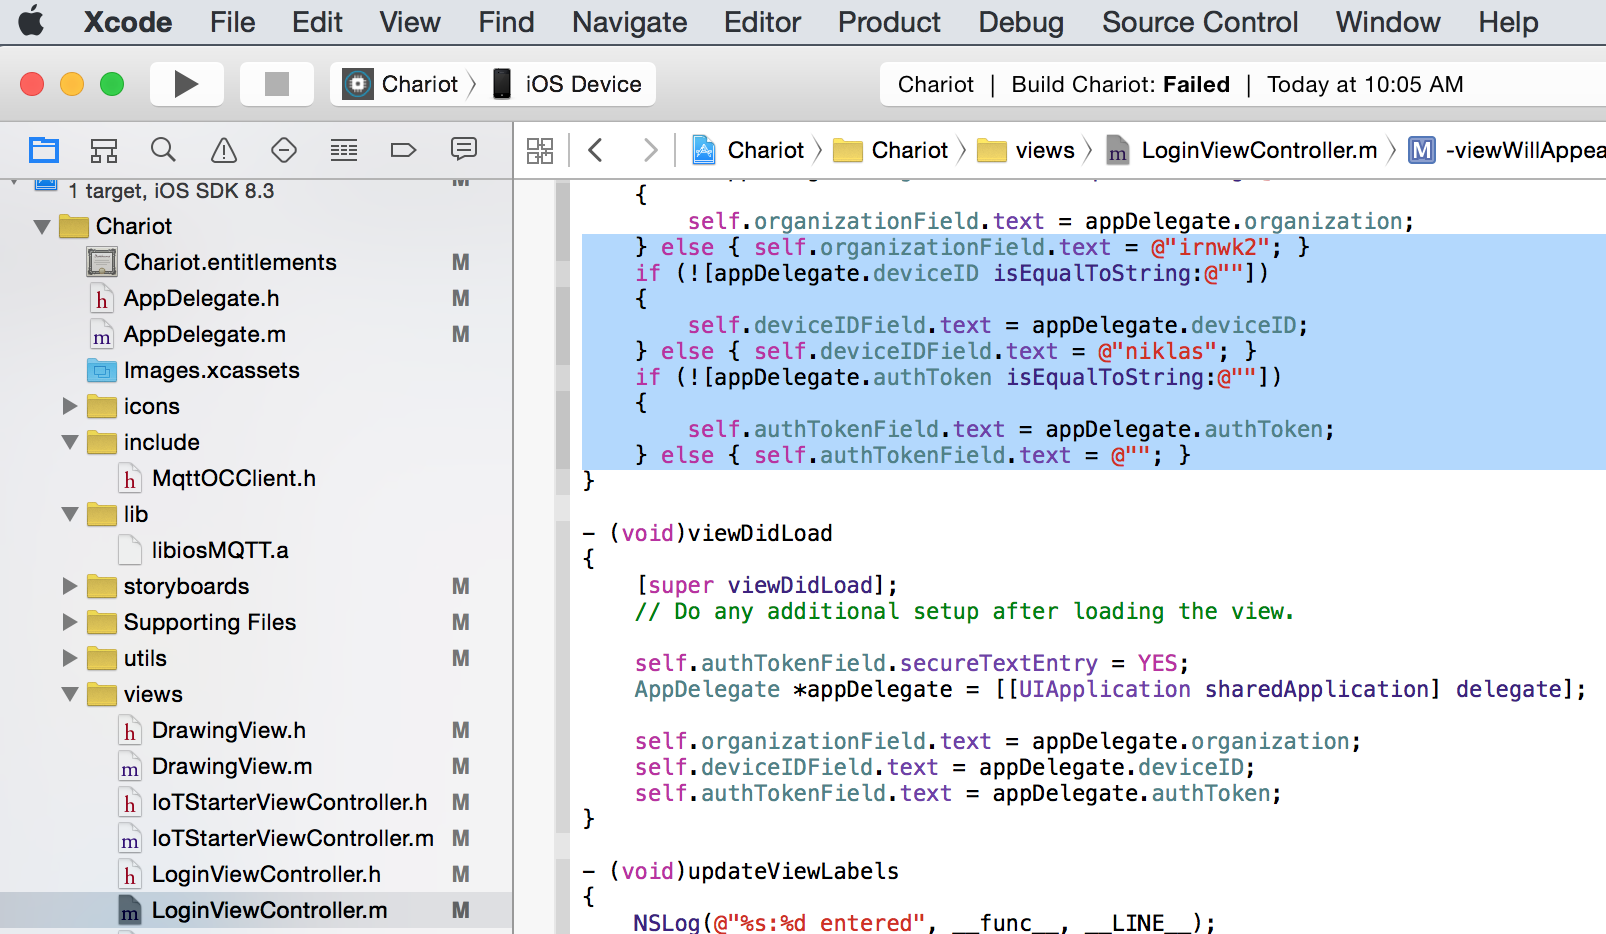 Xcode File Edit View Find Navigate Editor Product Debug Source Control Window Help
Chariot iOS Device Chariot | Build Chariot: Failed | Today at 10:05 AM
Chariot Chariot views m LoginViewController.m M -viewWillAppea
1 target, iOS SDK 8.3 M
Chariot
Chariot.entitlements M
h AppDelegate.h M
m AppDelegate.m M
Images.xcassets
icons
include
h MqttOCClient.h
lib
libiosMQTT.a
storyboards M
Supporting Files M
utils M
views
h DrawingView.h M
m DrawingView.m M
h IoTStarterViewController.h M
m IoTStarterViewController.m M
h LoginViewController.h M
m LoginViewController.m M
{
self.organizationField.text = appDelegate.organization;
} else { self.organizationField.text = @"irnwk2"; }
if (![appDelegate.deviceID isEqualToString:@""])
{
self.deviceIDField.text = appDelegate.deviceID;
} else { self.deviceIDField.text = @"niklas"; }
if (![appDelegate.authToken isEqualToString:@""])
{
self.authTokenField.text = appDelegate.authToken;
} else { self.authTokenField.text = @""; }
}
- (void)viewDidLoad
{
[super viewDidLoad];
// Do any additional setup after loading the view.
self.authTokenField.secureTextEntry = YES;
AppDelegate *appDelegate = [[UIApplication sharedApplication] delegate];
self.organizationField.text = appDelegate.organization;
self.deviceIDField.text = appDelegate.deviceID;
self.authTokenField.text = appDelegate.authToken;
}
- (void)updateViewLabels
{
NSLog(@"%s:%d entered", __func__, __LINE__);